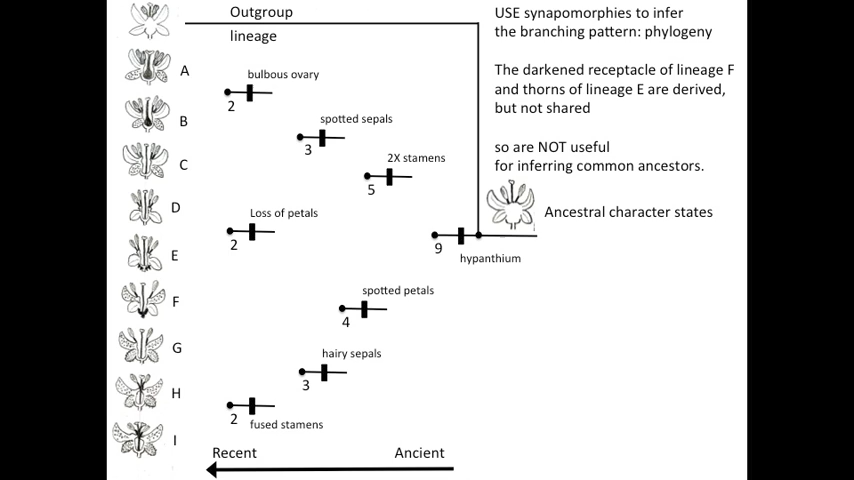 Outgroup
lineage
USE synapomorphies to infer
the branching pattern: phylogeny
The darkened receptacle of lineage F
and thorns of lineage E are derived,
but not shared
so are NOT useful
for inferring common ancestors.
Ancestral character states
A
bulbous ovary
2
B
spotted sepals
3
C
2X stamens
5
D
Loss of petals
2
E
9
hypanthium
F
spotted petals
4
G
hairy sepals
3
H
2
fused stamens
I
Recent
Ancient